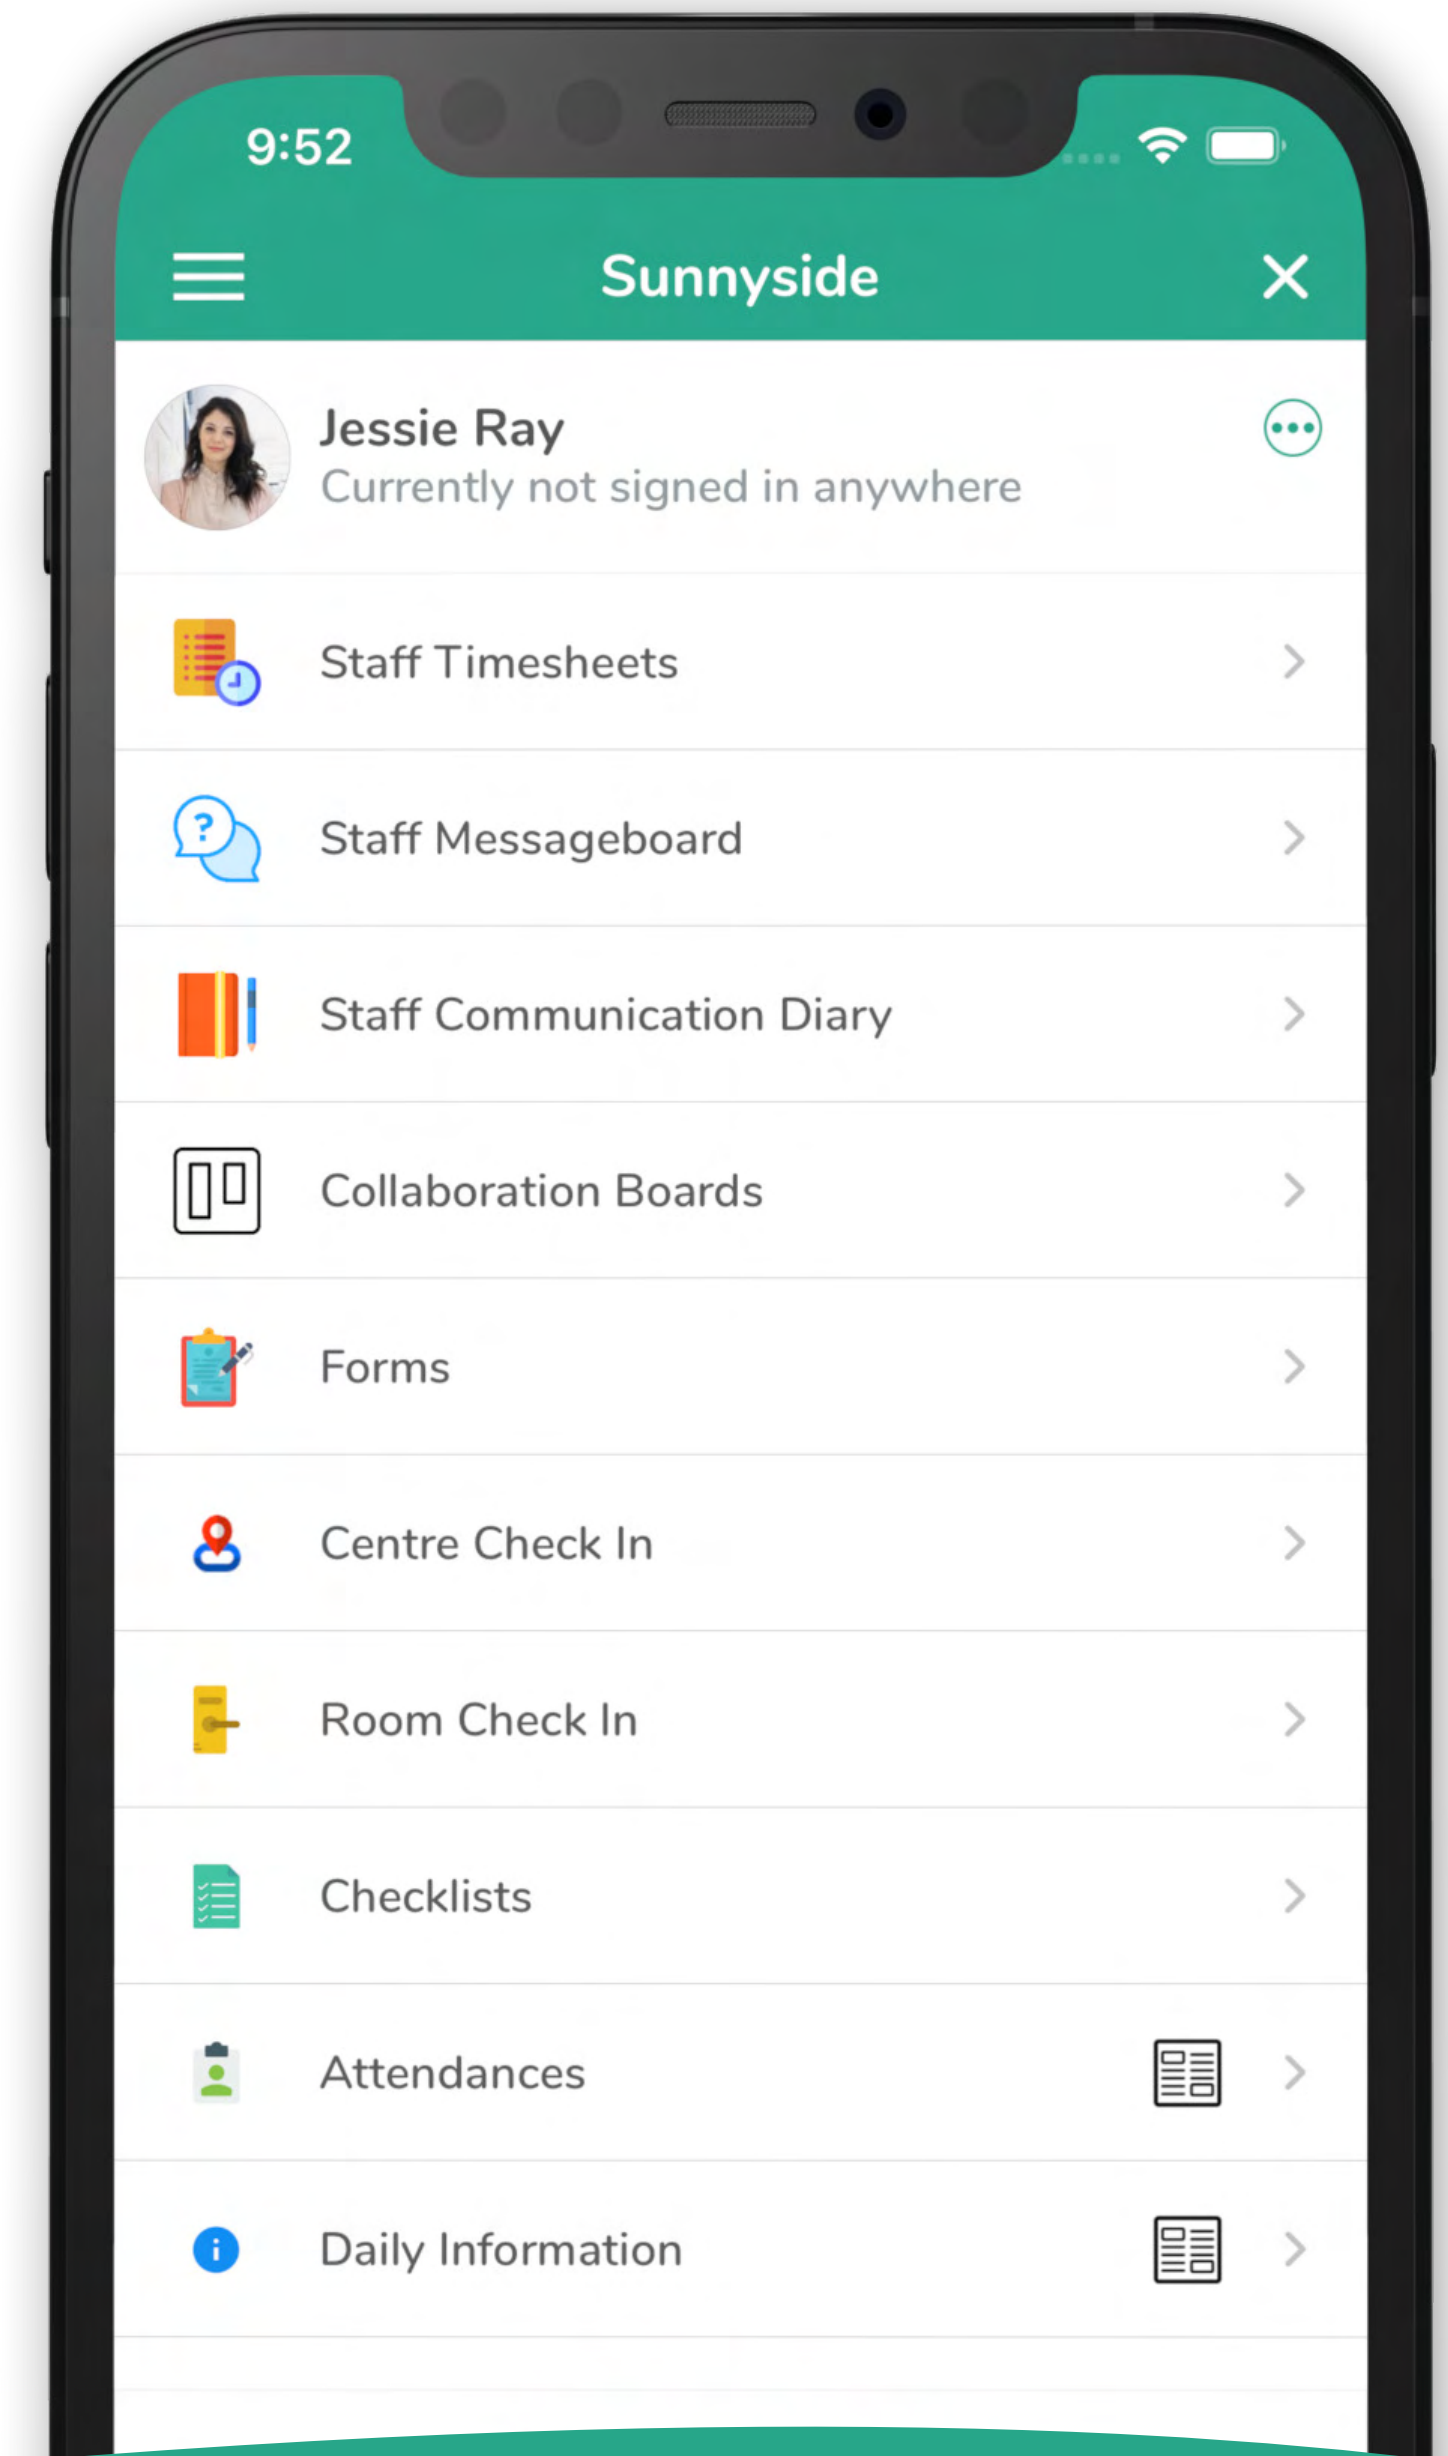 9:52
Sunnyside
Jessie Ray
Currently not signed in anywhere
Staff Timesheets
?
Staff Messageboard
Staff Communication Diary
Collaboration Boards
Forms
Centre Check In
Room Check In
Checklists
Attendances
i
Daily Information